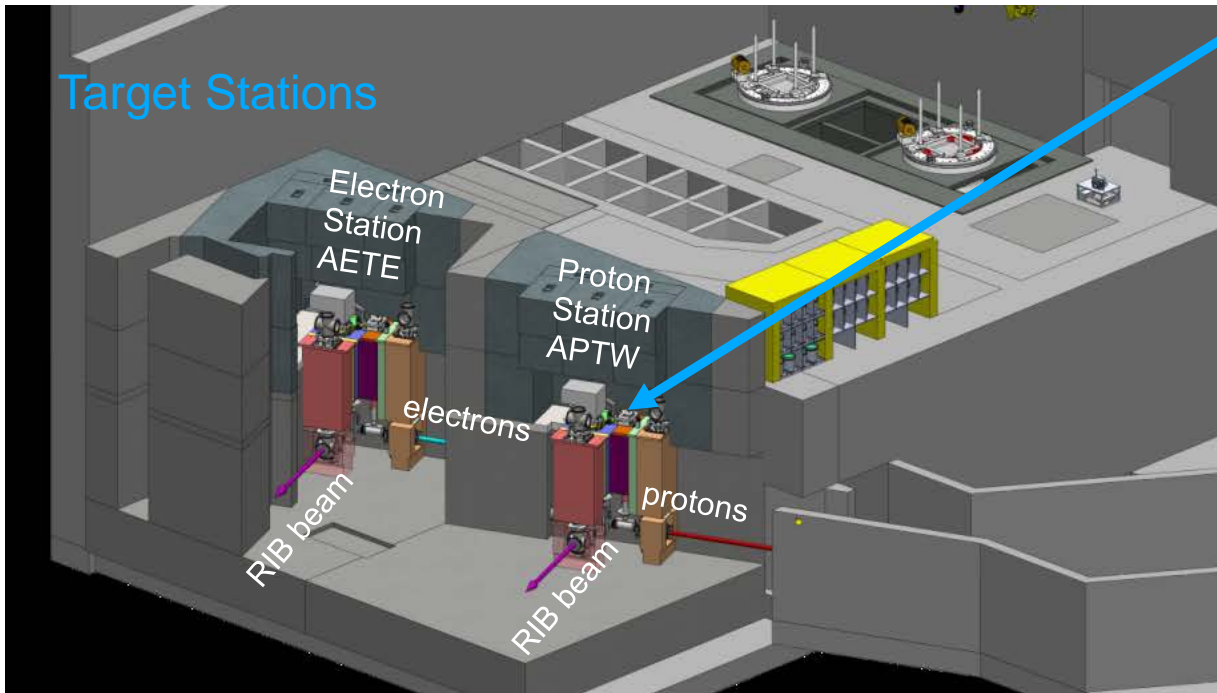 Target Stations
Electron
Station
AETE
Proton
Station
APTW
electrons
protons
RIB beam
RIB beam